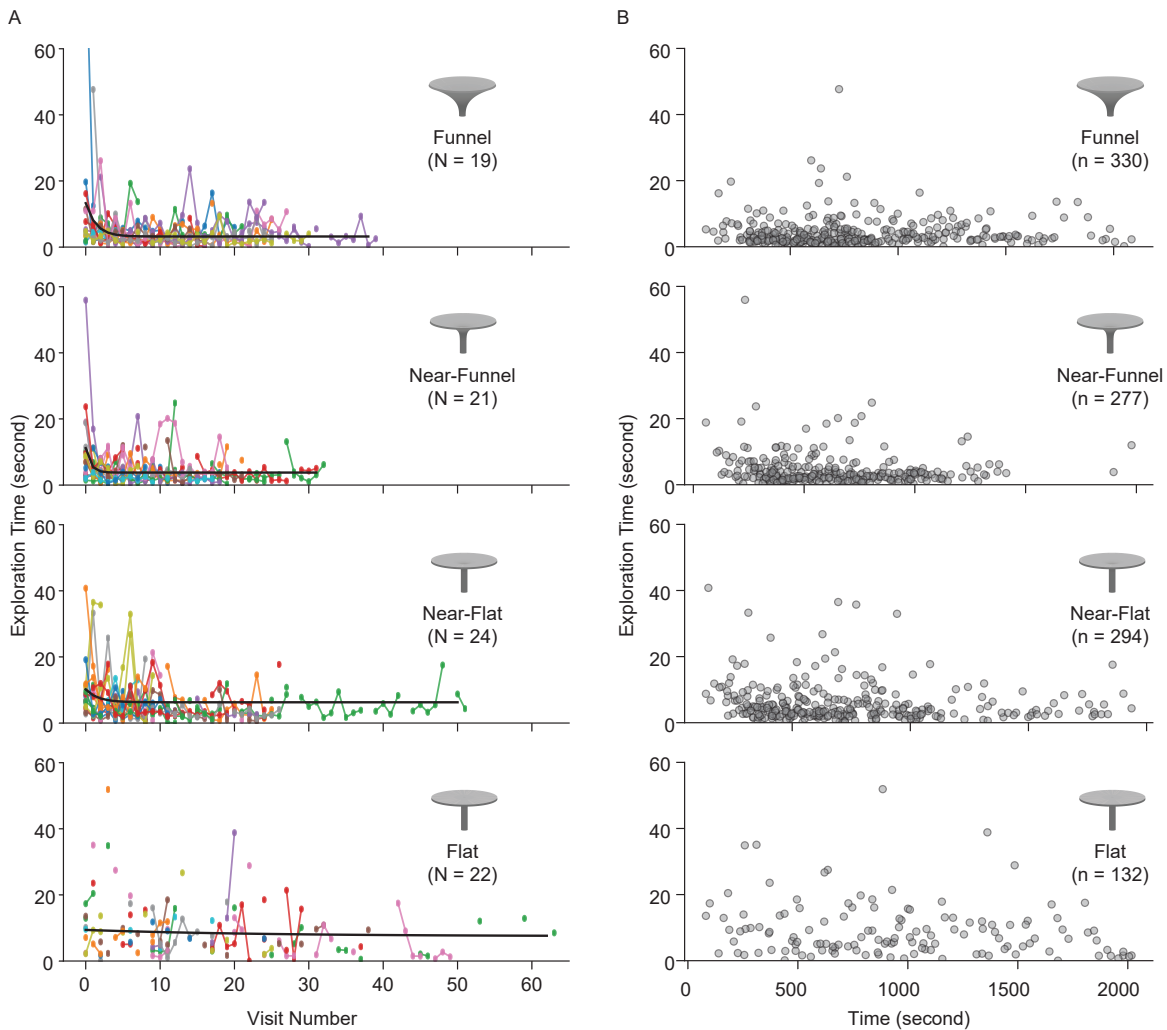 A
B
60
40
20
0
Funnel
(N = 19)
60
40
20
0
Funnel
(n = 330)
60
40
20
0
Near-Funnel
(N = 21)
60
40
20
0
Near-Funnel
(n = 277)
Exploration Time (second)
Exploration Time (second)
60
40
20
0
Near-Flat
(N = 24)
60
40
20
0
Near-Flat
(n = 294)
60
40
20
0
Flat
(N = 22)
60
40
20
0
Flat
(n = 132)
0 10 20 30 40 50 60
0 500 1000 1500 2000
Visit Number
Time (second)